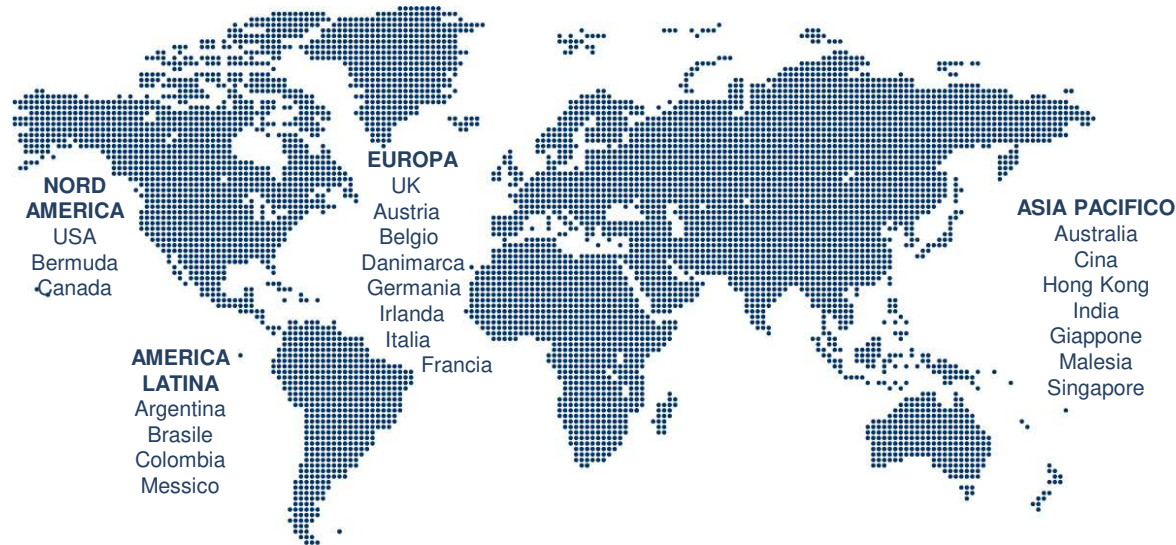 NORD
AMERICA
USA
Bermuda
Canada
AMERICA
LATINA
Argentina
Brasile
Colombia
Messico
EUROPA
UK
Austria
Belgio
Danimarca
Germania
Irlanda
Italia
Francia
ASIA PACIFICO
Australia
Cina
Hong Kong
India
Giappone
Malesia
Singapore